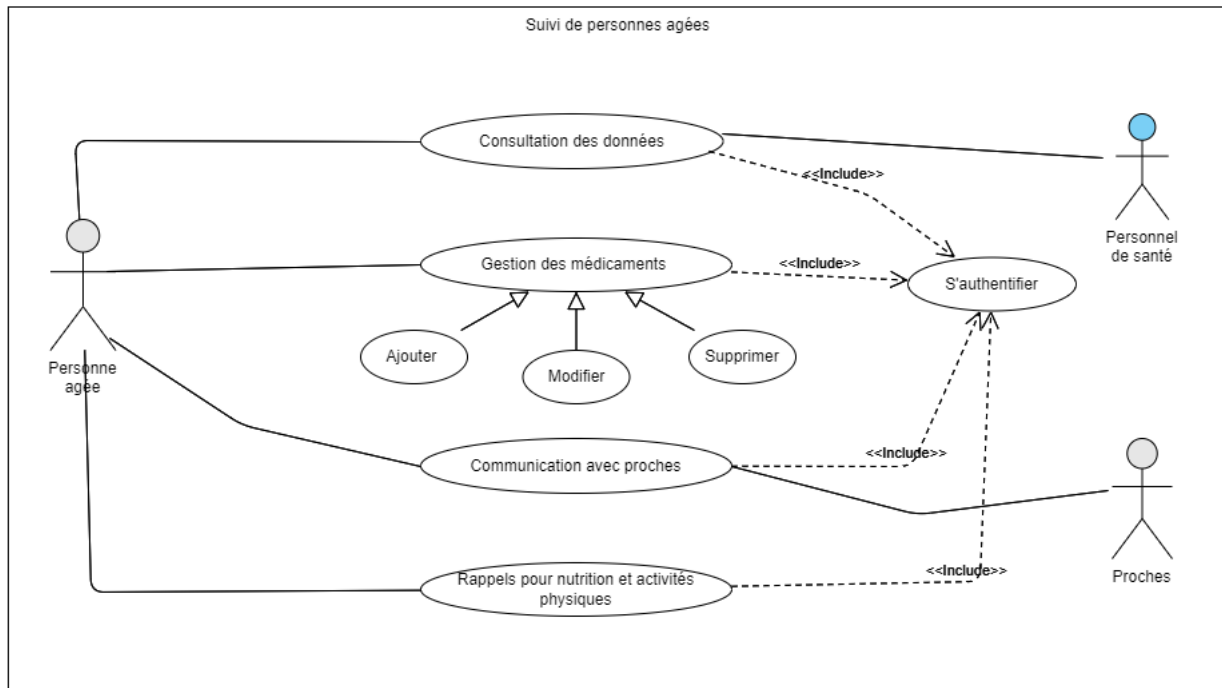 Suivi de personnes agées
Consultation des données
<<Include>>
Personnel
de santé
Gestion des médicaments
<<Include>>
S'authentifier
Ajouter
Modifier
Supprimer
Personne
agée
Communication avec proches
<<Include>>
Rappels pour nutrition et activités
physiques
<<Include>>
Proches